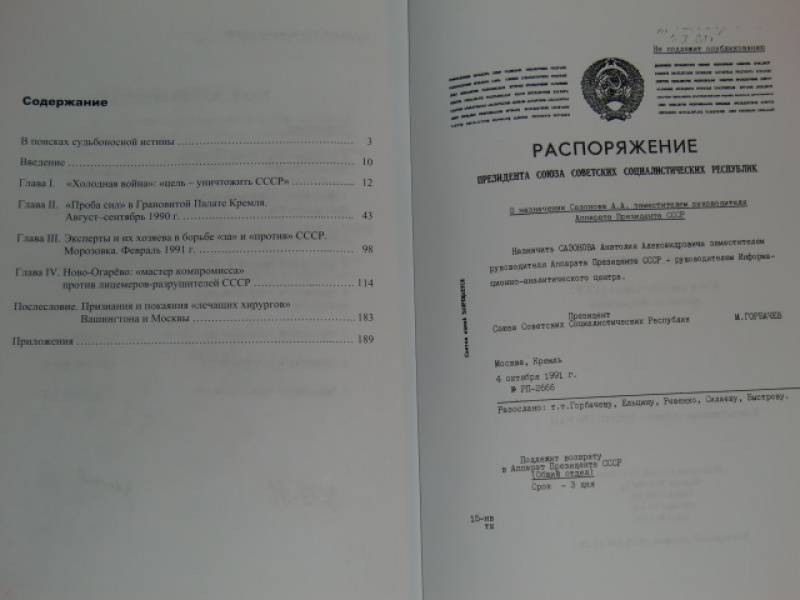 Содержание
В поисках судьбоносной истины 3
Введение 10
Глава I. «Холодная война»: «цель – уничтожить СССР» 12
Глава II. «Проба сил» в Грановитой Палате Кремля.
Август–сентябрь 1990 г. 43
Глава III. Эксперты и их хозяева в борьбе «за» и «против» СССР.
Морозовка. Февраль 1991 г. 98
Глава IV. Ново-Огарёво: «мастер компромисса»
против лицемеров-разрушителей СССР 114
Послесловие. Признания и покаяния «лечащих хирургов»
Вашингтона и Москвы 183
Приложения 189
Не подлежит опубликованию
РАСПОРЯЖЕНИЕ
ПРЕЗИДЕНТА СОЮЗА СОВЕТСКИХ СОЦИАЛИСТИЧЕСКИХ РЕСПУБЛИК
О назначении Сазонова А.А. заместителем руководителя
Аппарата Президента СССР
Назначить САЗОНОВА Анатолия Александровича заместителем
руководителя Аппарата Президента СССР – руководителем Информа-
ционно-аналитического центра.
Президент
Союза Советских Социалистических Республик М.ГОРБАЧЕВ
Снятие копий ЗАПРЕЩАЕТСЯ
Москва, Кремль
4 октября 1991 г.
№ РП-2666
Разослано: т.т.Горбачеву, Ельцину, Ревенко, Силаеву, Быстрову.
Подлежит возврату
в Аппарат Президента СССР
(Общий отдел)
Срок - 3 дня
15-нв
тм